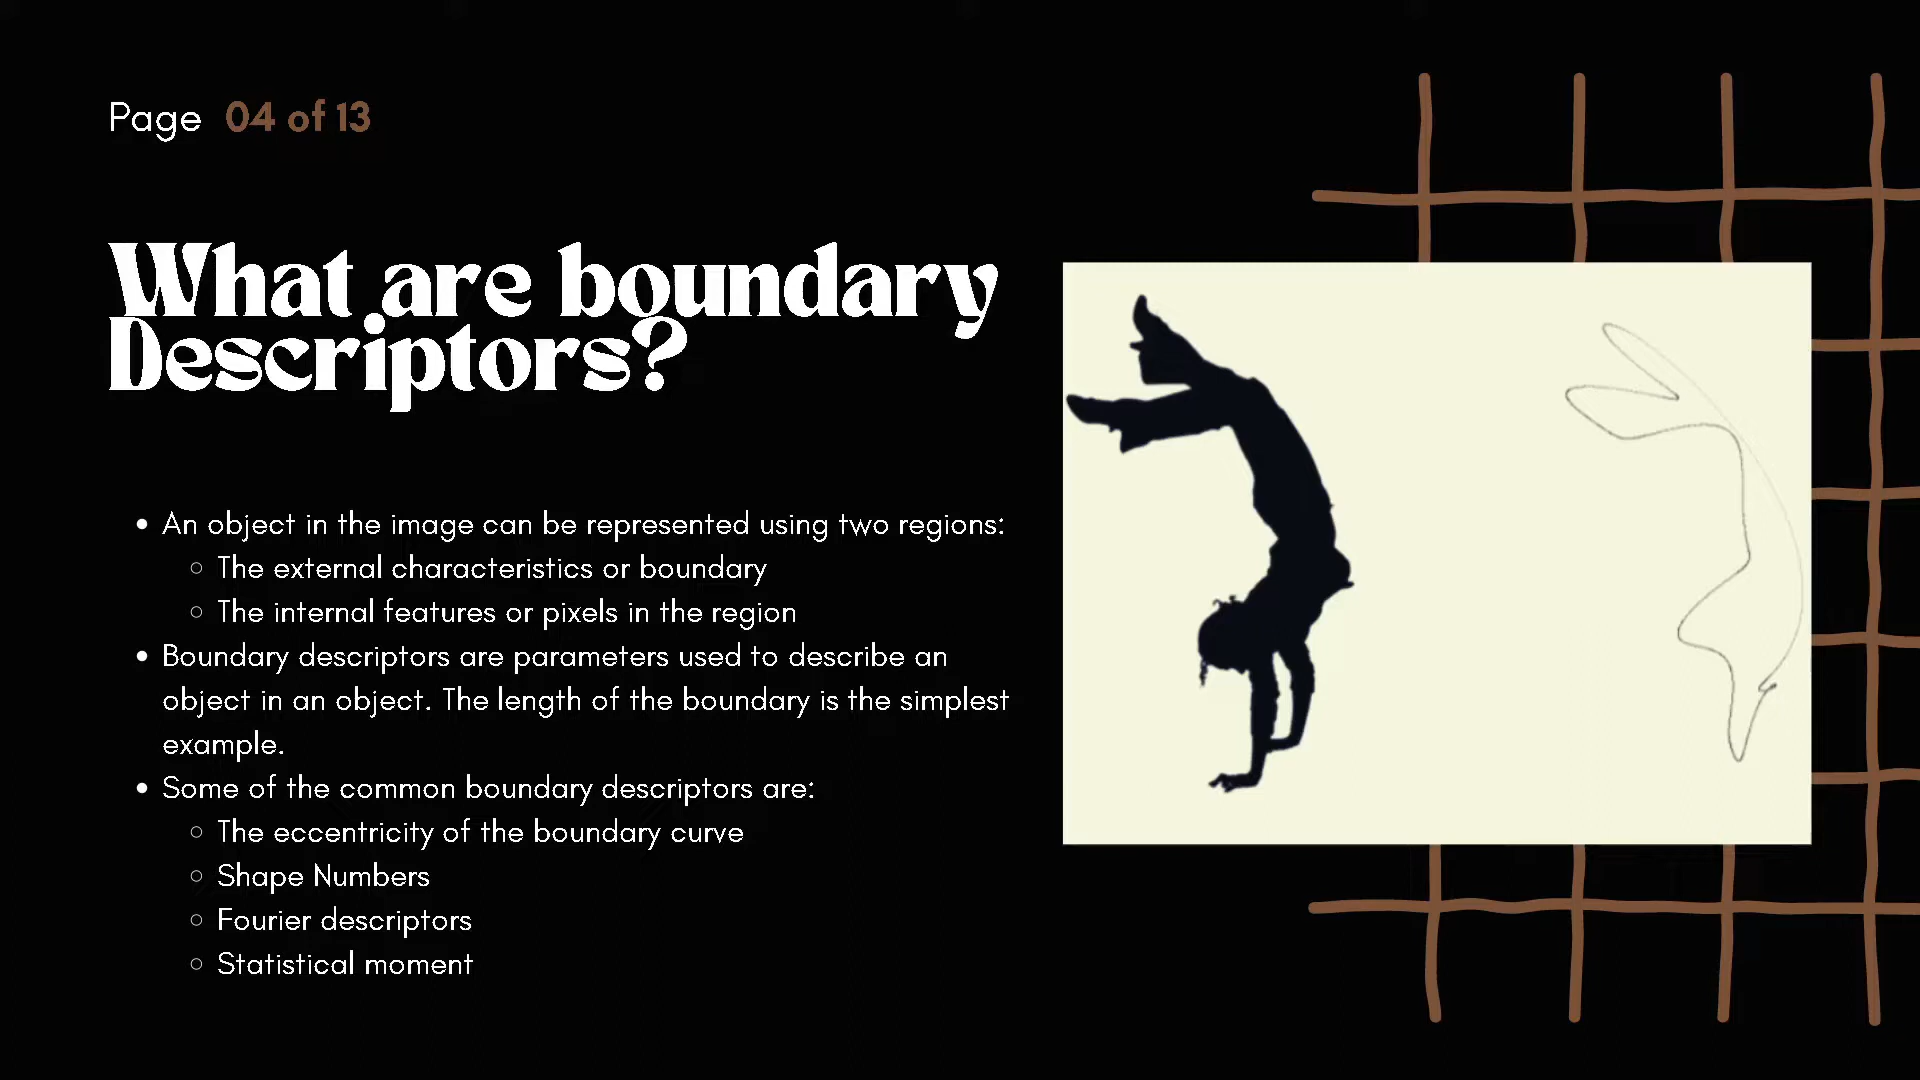 Page 04 of 13
What are boundary
Descriptors?
• An object in the image can be represented using two regions:
○ The external characteristics or boundary
○ The internal features or pixels in the region
• Boundary descriptors are parameters used to describe an
object in an object. The length of the boundary is the simplest
example.
• Some of the common boundary descriptors are:
○ The eccentricity of the boundary curve
○ Shape Numbers
○ Fourier descriptors
○ Statistical moment